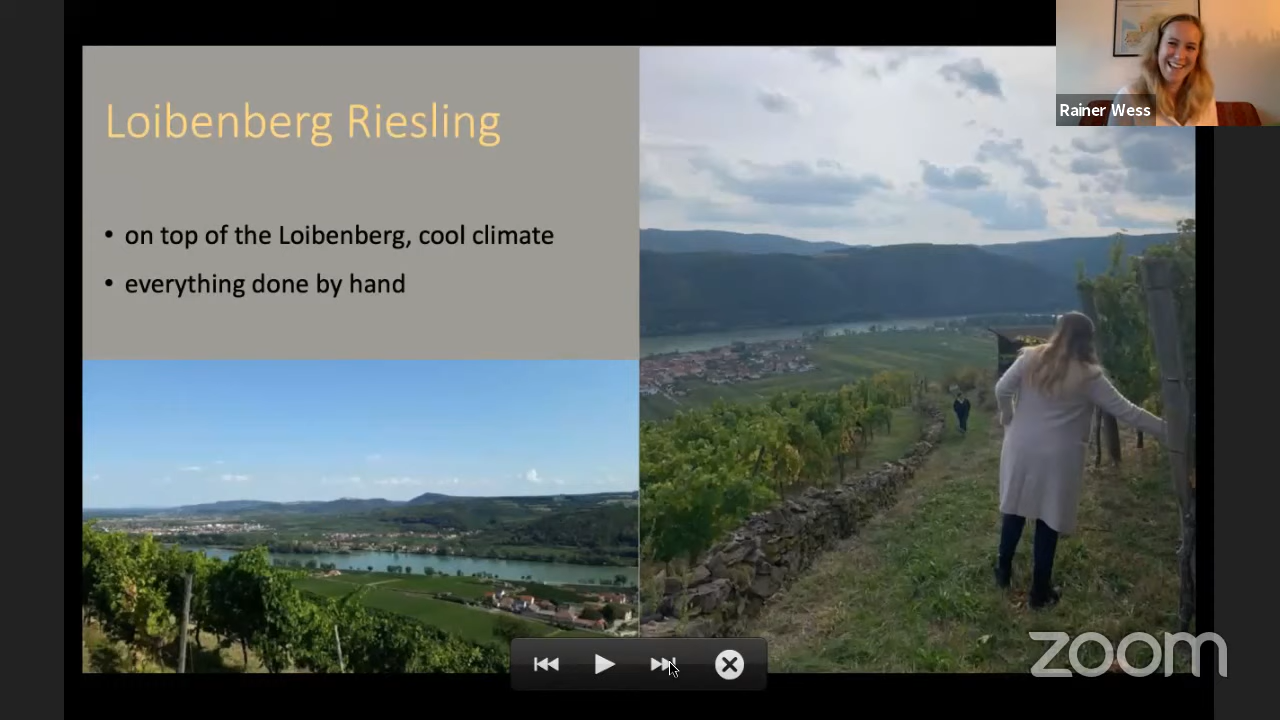 Loibenberg Riesling
• on top of the Loibenberg, cool climate
• everything done by hand
Rainer Wess
zoom